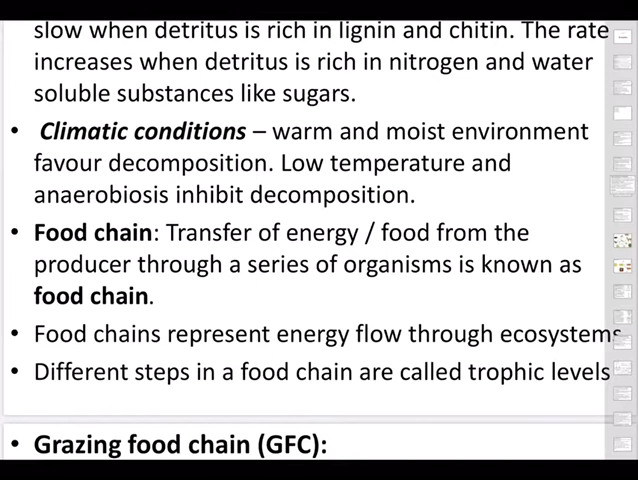 slow when detritus is rich in lignin and chitin. The rate
increases when detritus is rich in nitrogen and water
soluble substances like sugars.
• Climatic conditions – warm and moist environment
favour decomposition. Low temperature and
anaerobiosis inhibit decomposition.
• Food chain: Transfer of energy / food from the
producer through a series of organisms is known as
food chain.
• Food chains represent energy flow through ecosystems
• Different steps in a food chain are called trophic levels
• Grazing food chain (GFC):